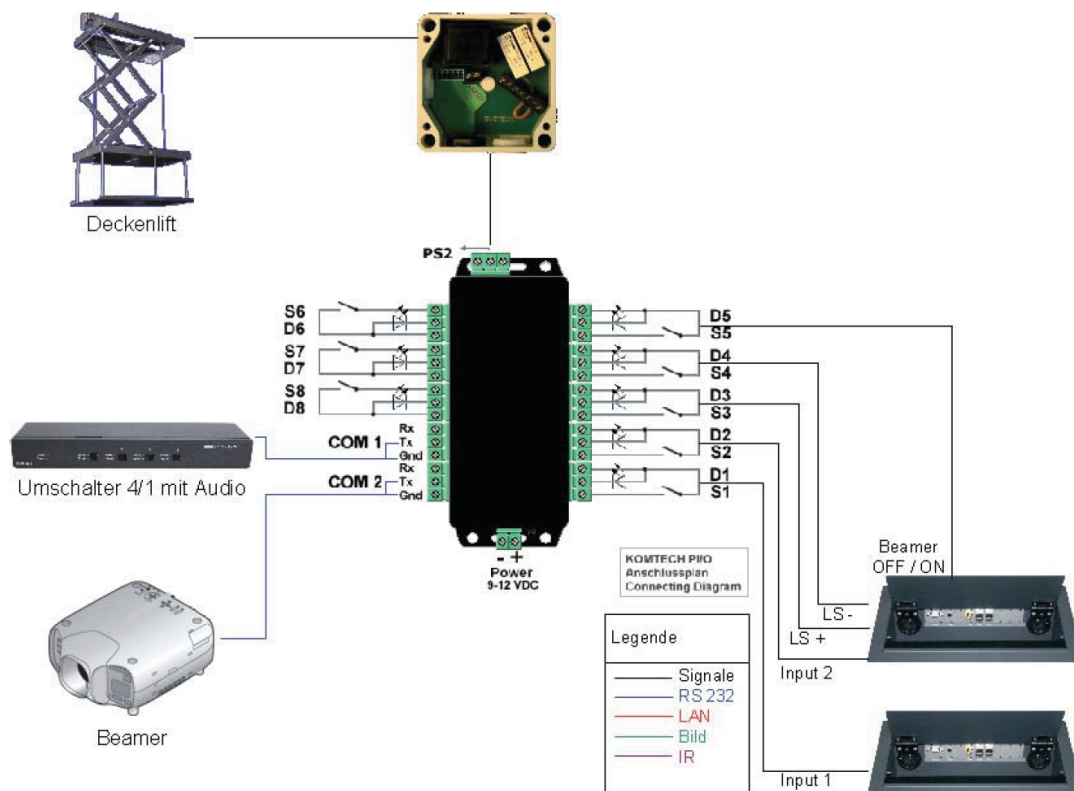 Deckenlift
PS2
S6
D6
S7
D7
S8
D8
D5
S5
D4
S4
D3
S3
D2
S2
D1
S1
Rx
COM 1 Tx
Gnd
Rx
COM 2 Tx
Gnd
Umschalter 4/1 mit Audio
- +
Power
9-12 VDC
KOMTECH PI/O
Anschlussplan
Connecting Diagram
Beamer
OFF / ON
LS -
LS +
Input 2
Input 1
Legende
Signale
RS 232
LAN
Bild
IR
Beamer